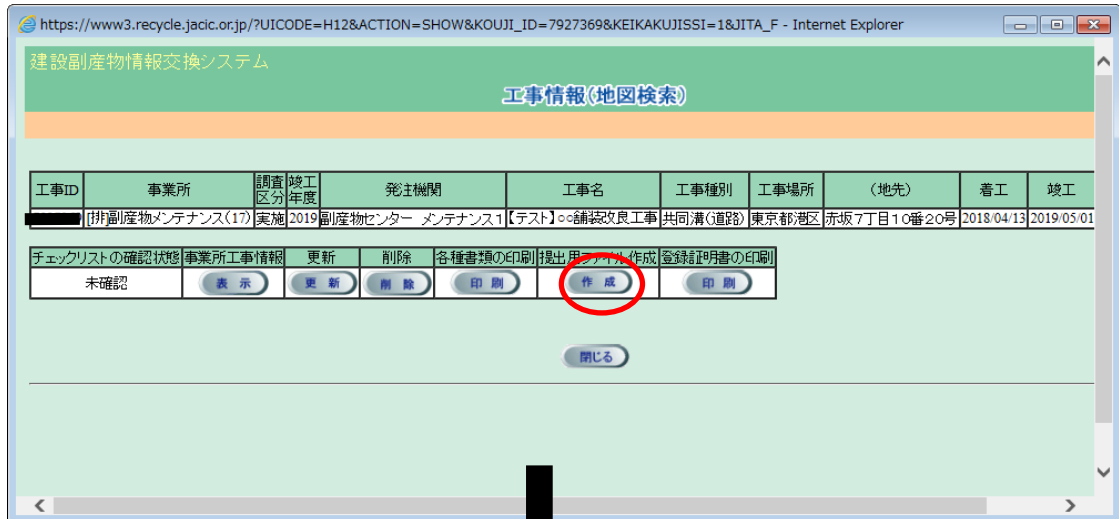 https://www3.recycle.jacic.or.jp/?UICODE=H12&ACTION=SHOW&KOUJI_ID=7927369&KEIKAKUJISSI=1&JITA_F - Internet Explorer
建設副産物情報交換システム
工事情報(地図検索)
工事ID 事業所 調査区分 竣工年度 発注機関 工事名 工事種別 工事場所 (地先) 着工 竣工
[排]副産物メンテナンス(17) 実施 2019 副産物センター メンテナンス1 【テスト】○○舗装改良工事 共同溝(道路) 東京都港区 赤坂7丁目10番20号 2018/04/13 2019/05/01
チェックリストの確認状態 事業所工事情報 更新 削除 各種書類の印刷 提出用ファイル作成 登録証明書の印刷
未確認 表 示 更 新 削 除 印 刷 作 成 印 刷
閉じる